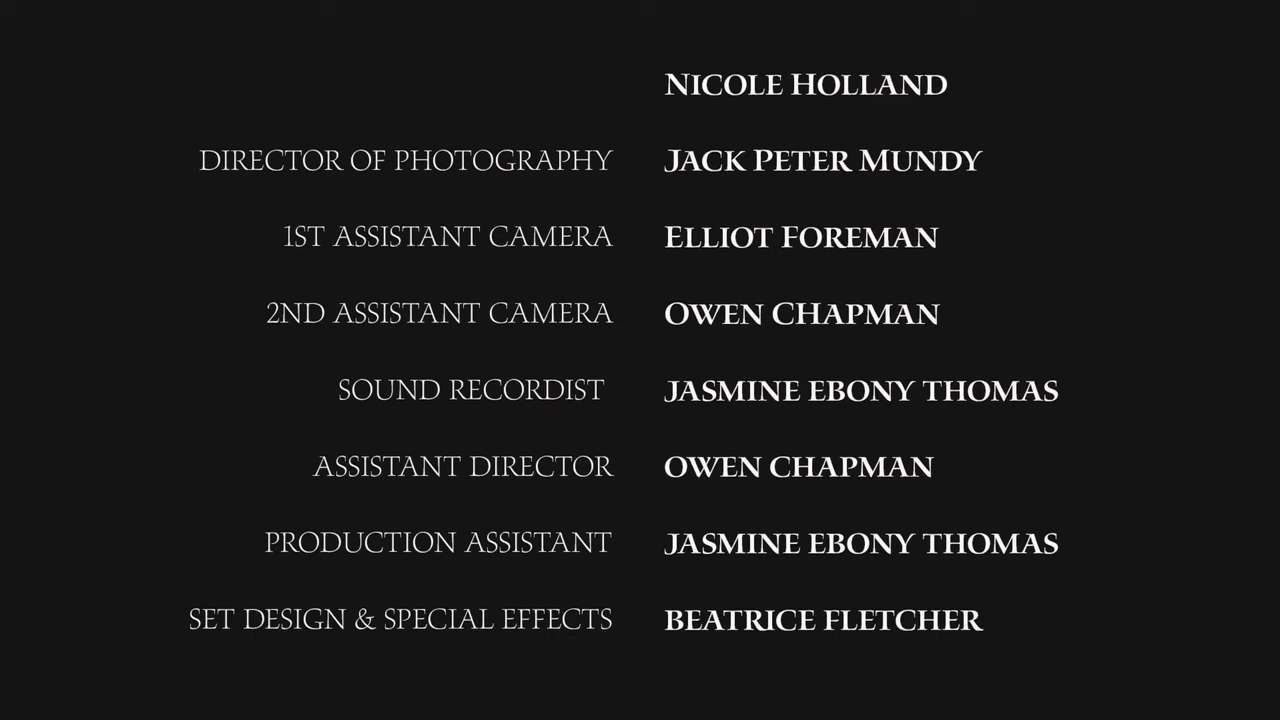 Nicole Holland
DIRECTOR OF PHOTOGRAPHY Jack Peter Mundy
1ST ASSISTANT CAMERA Elliot Foreman
2ND ASSISTANT CAMERA Owen CHapman
SOUND RECORDIST JASMINE EBONY THOMAS
ASSISTANT DIRECTOR OWEN CHAPMAN
PRODUCTION ASSISTANT JASMINE EBONY THOMAS
SET DESIGN & SPECIAL EFFECTS BEATRICE FLETCHER